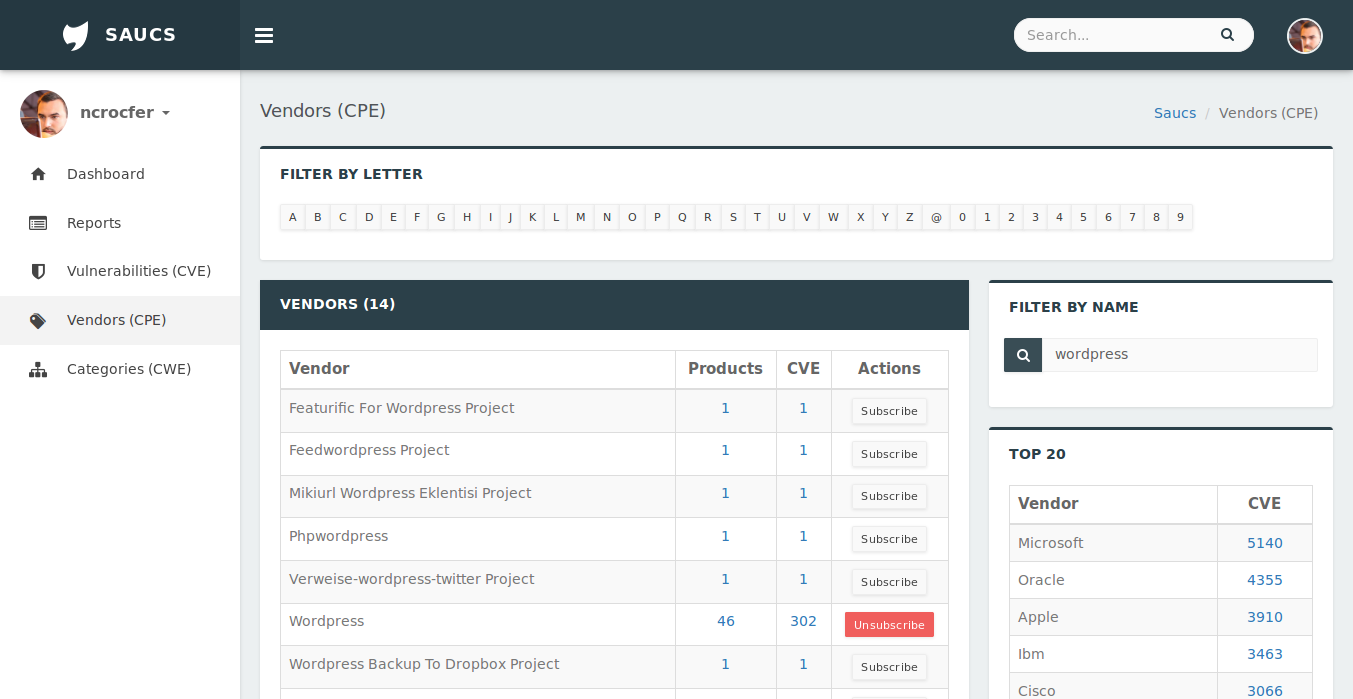 SAUCS
Search...
ncrocfer
Dashboard
Reports
Vulnerabilities (CVE)
Vendors (CPE)
Categories (CWE)
Vendors (CPE)
Saucs / Vendors (CPE)
FILTER BY LETTER
A B C D E F G H I J K L M N O P Q R S T U V W X Y Z @ 0 1 2 3 4 5 6 7 8 9
VENDORS (14)
Vendor Products CVE Actions
Featurific For Wordpress Project 1 1 Subscribe
Feedwordpress Project 1 1 Subscribe
Mikiurl Wordpress Eklentisi Project 1 1 Subscribe
Phpwordpress 1 1 Subscribe
Verweise-wordpress-twitter Project 1 1 Subscribe
Wordpress 46 302 Unsubscribe
Wordpress Backup To Dropbox Project 1 1 Subscribe
FILTER BY NAME
wordpress
TOP 20
Vendor CVE
Microsoft 5140
Oracle 4355
Apple 3910
Ibm 3463
Cisco 3066